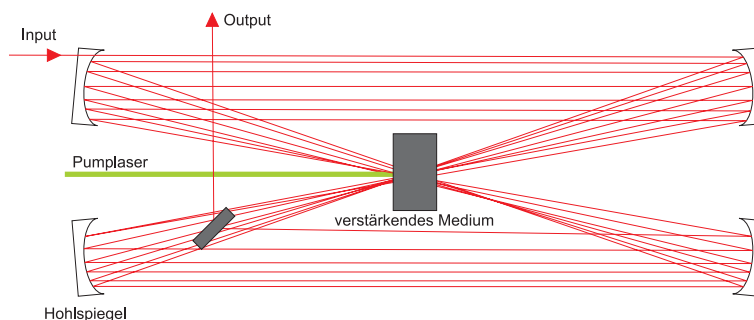 Output
Input
Pumplaser
verstärkendes Medium
Hohlspiegel